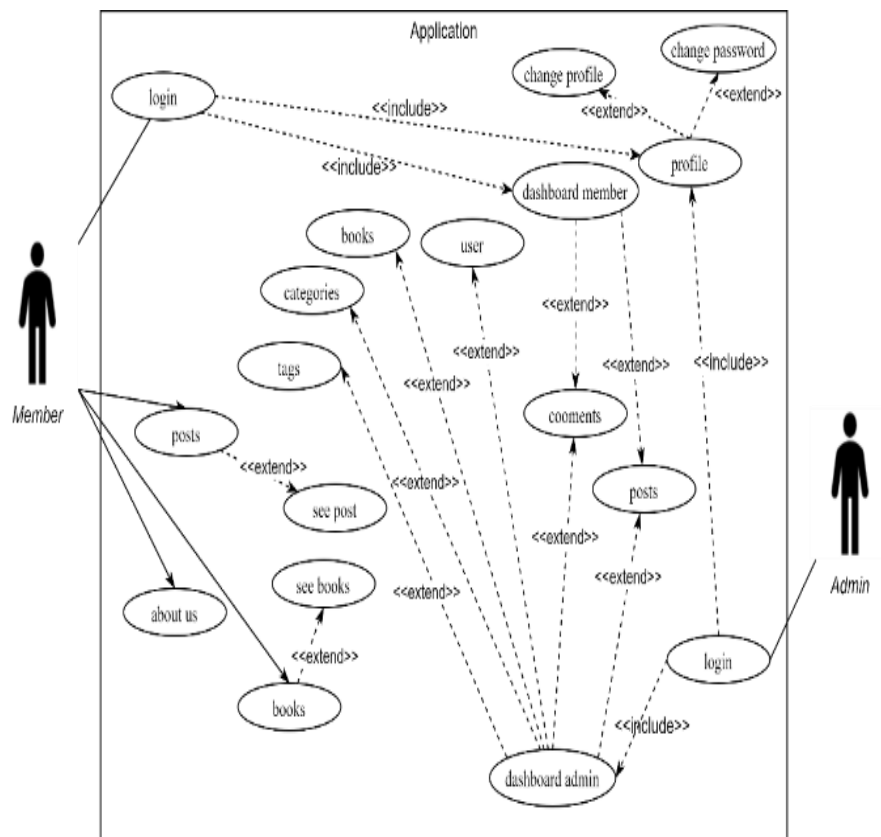 Application
change password
change profile
login
<<include>>
<<extend>>
<<extend>>
profile
<<include>>
dashboard member
books
user
categories
<<extend>>
<<extend>>
<<extend>>
<<include>>
tags
<<extend>>
cooments
Member
posts
<<extend>>
<<extend>>
posts
see post
<<extend>>
<<extend>>
see books
<<extend>>
Admin
about us
<<extend>>
login
books
<<include>>
dashboard admin